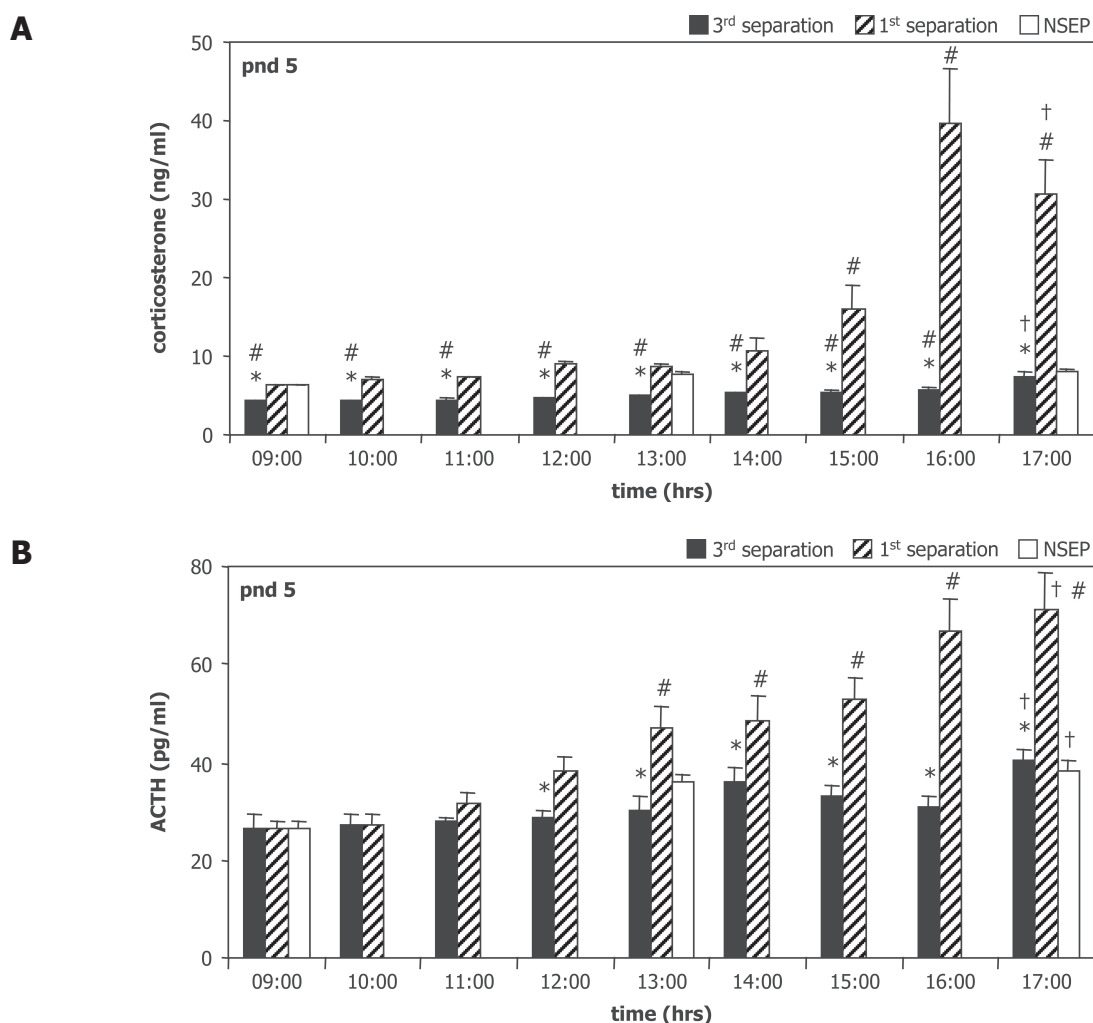 A
3rd separation 1st separation NSEP
pnd 5
corticosterone (ng/ml)
50
40
30
20
10
0
#
†
#
#
# # # # # # # # †
* * * * * * * * *
09:00 10:00 11:00 12:00 13:00 14:00 15:00 16:00 17:00
time (hrs)
B
3rd separation 1st separation NSEP
pnd 5
ACTH (pg/ml)
80
60
40
20
0
# † #
# # #
†
* * * * * * †
09:00 10:00 11:00 12:00 13:00 14:00 15:00 16:00 17:00
time (hrs)